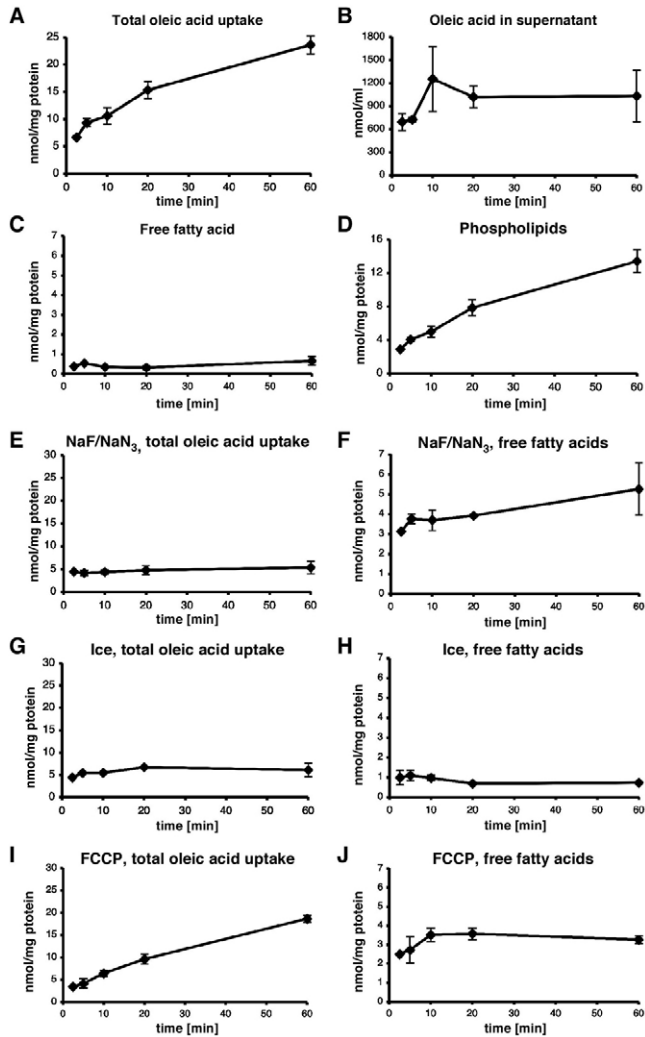 A
Total oleic acid uptake
25
20
15
10
5
0
nmol/mg ptotein
0 10 20 30 40 50 60
time [min]
B
Oleic acid in supernatant
1800
1500
1200
900
600
300
0
nmol/ml
0 10 20 30 40 50 60
time [min]
C
Free fatty acid
7
6
5
4
3
2
1
0
nmol/mg ptotein
0 10 20 30 40 50 60
time [min]
D
Phospholipids
16
12
8
4
0
nmol/mg ptotein
0 10 20 30 40 50 60
time [min]
E
NaF/NaN3, total oleic acid uptake
30
25
20
15
10
5
0
nmol/mg ptotein
0 10 20 30 40 50 60
time [min]
F
NaF/NaN3, free fatty acids
7
6
5
4
3
2
1
0
nmol/mg ptotein
0 10 20 30 40 50 60
time [min]
G
Ice, total oleic acid uptake
30
25
20
15
10
5
0
nmol/mg ptotein
0 10 20 30 40 50 60
time [min]
H
Ice, free fatty acids
7
6
5
4
3
2
1
0
nmol/mg ptotein
0 10 20 30 40 50 60
time [min]
I
FCCP, total oleic acid uptake
30
25
20
15
10
5
0
nmol/mg ptotein
0 10 20 30 40 50 60
time [min]
J
FCCP, free fatty acids
7
6
5
4
3
2
1
0
nmol/mg ptotein
0 10 20 30 40 50 60
time [min]